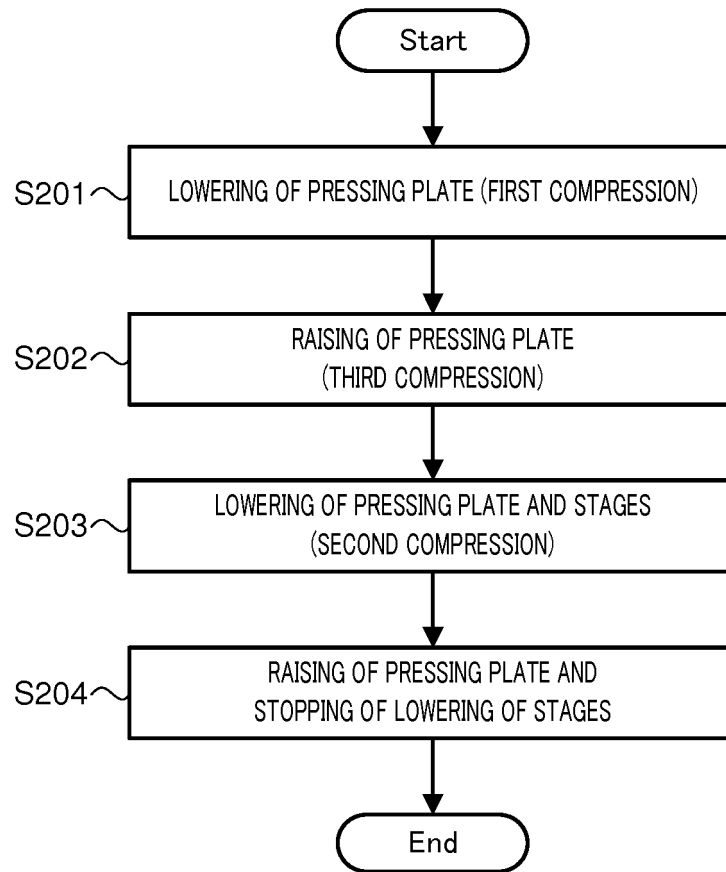 Start
S201
LOWERING OF PRESSING PLATE (FIRST COMPRESSION)
S202
RAISING OF PRESSING PLATE
(THIRD COMPRESSION)
S203
LOWERING OF PRESSING PLATE AND STAGES
(SECOND COMPRESSION)
S204
RAISING OF PRESSING PLATE AND
STOPPING OF LOWERING OF STAGES
End